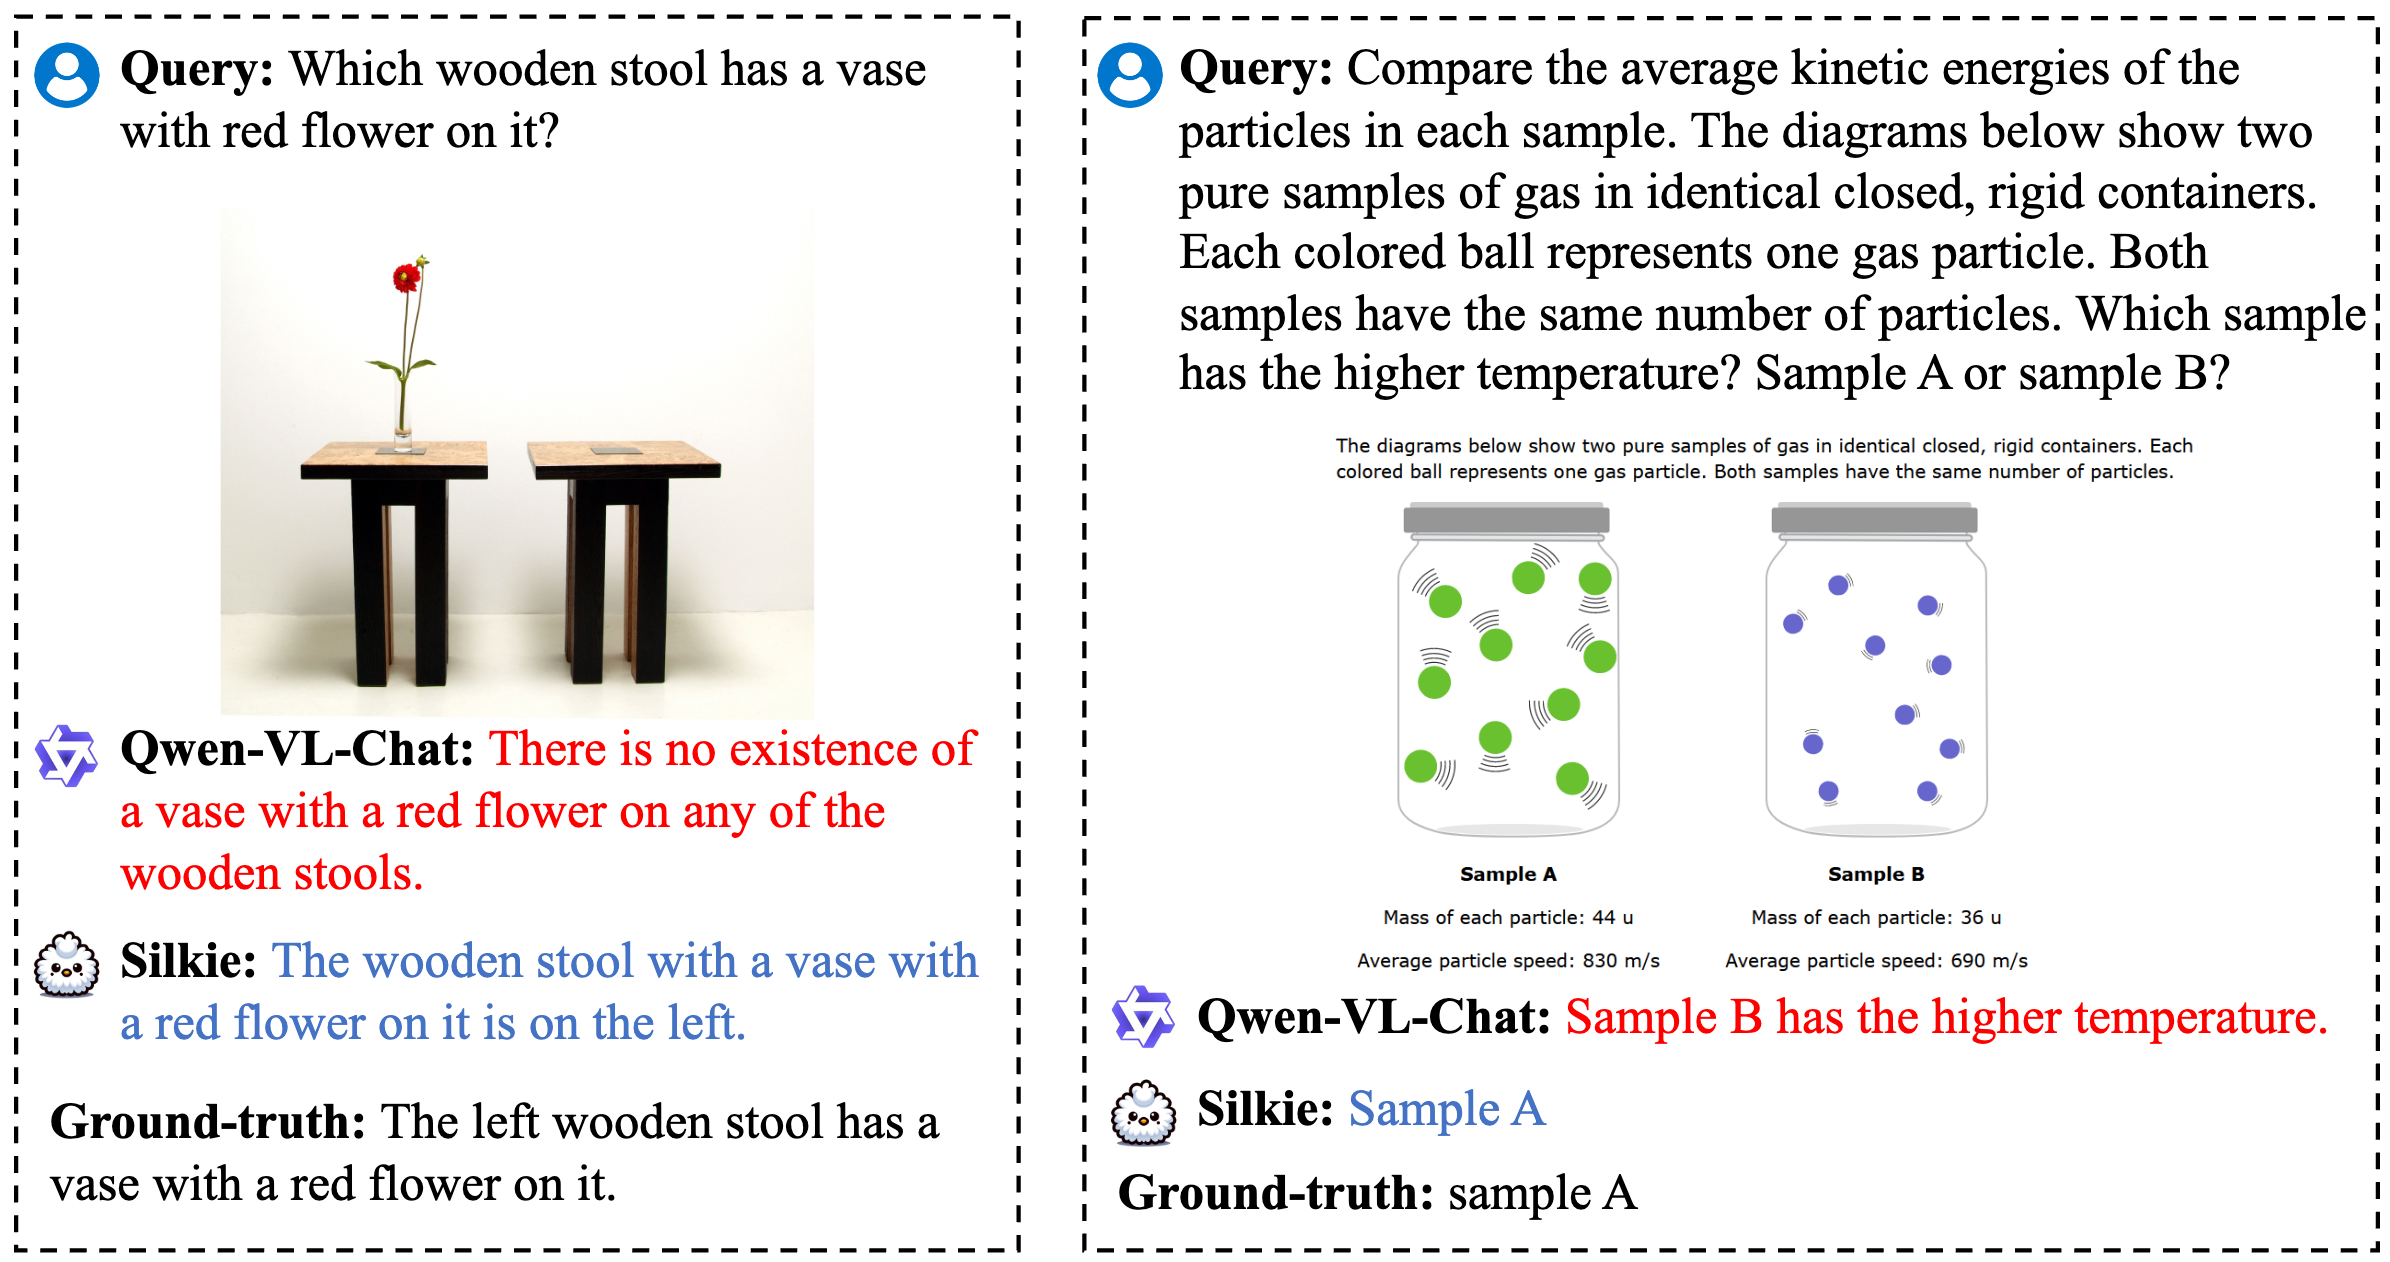 Query: Which wooden stool has a vase
with red flower on it?
Qwen-VL-Chat: There is no existence of
a vase with a red flower on any of the
wooden stools.
Silkie: The wooden stool with a vase with
a red flower on it is on the left.
Ground-truth: The left wooden stool has a
vase with a red flower on it.
Query: Compare the average kinetic energies of the
particles in each sample. The diagrams below show two
pure samples of gas in identical closed, rigid containers.
Each colored ball represents one gas particle. Both
samples have the same number of particles. Which sample
has the higher temperature? Sample A or sample B?
The diagrams below show two pure samples of gas in identical closed, rigid containers. Each
colored ball represents one gas particle. Both samples have the same number of particles.
Sample A
Sample B
Mass of each particle: 44 u
Mass of each particle: 36 u
Average particle speed: 830 m/s
Average particle speed: 690 m/s
Qwen-VL-Chat: Sample B has the higher temperature.
Silkie: Sample A
Ground-truth: sample A